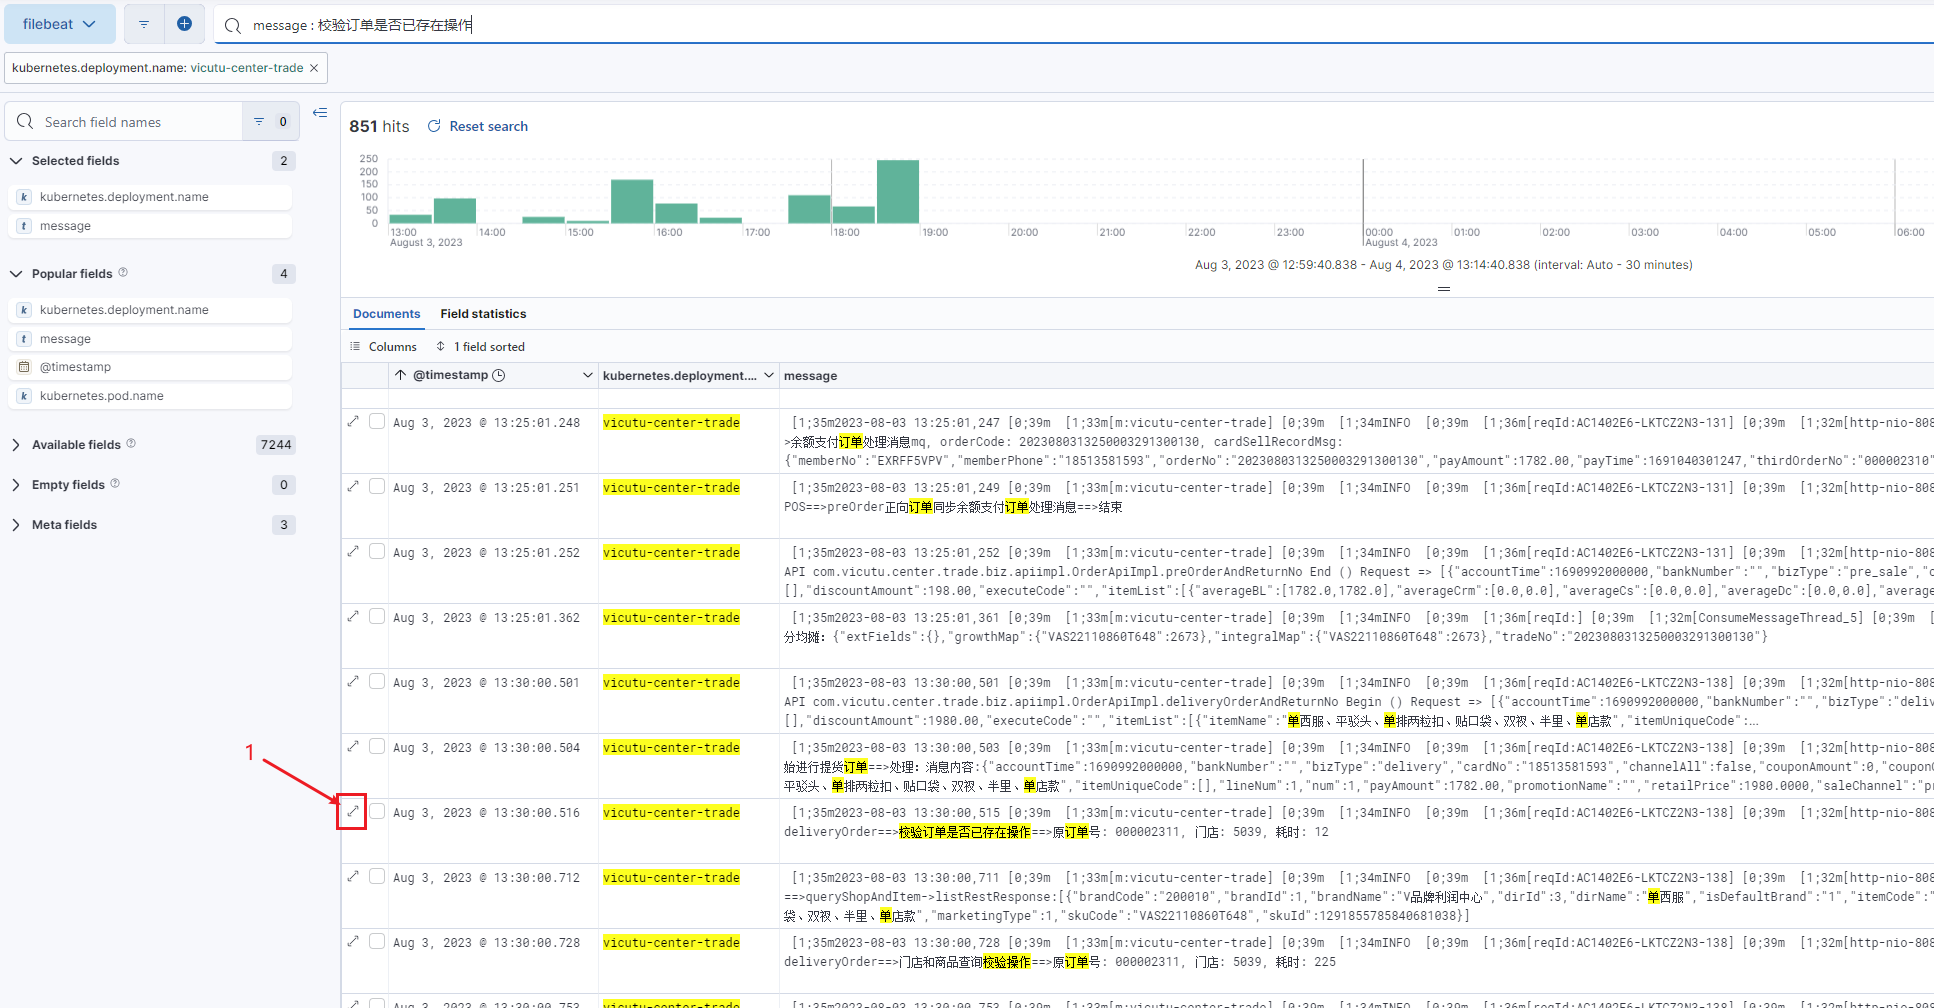 filebeat
message : 校验订单是否已存在操作
kubernetes.deployment.name: vicutu-center-trade ×
Search field names 0
Selected fields 2
kubernetes.deployment.name
message
Popular fields 4
kubernetes.deployment.name
message
@timestamp
kubernetes.pod.name
Available fields 7244
Empty fields 0
Meta fields 3
851 hits Reset search
250
200
150
100
50
0
13:00 14:00 15:00 16:00 17:00 18:00 19:00 20:00 21:00 22:00 23:00 00:00 01:00 02:00 03:00 04:00 05:00 06:00
August 3, 2023 August 4, 2023
Aug 3, 2023 @ 12:59:40.838 - Aug 4, 2023 @ 13:14:40.838 (interval: Auto - 30 minutes)
Documents Field statistics
Columns 1 field sorted
@timestamp kubernetes.deployment.... message
Aug 3, 2023 @ 13:25:01.248 vicutu-center-trade [1;35m2023-08-03 13:25:01,247 [0;39m [1;33m[m:vicutu-center-trade] [0;39m [1;34mINFO [0;39m [1;36m[reqId:AC1402E6-LKTCZ2N3-131] [0;39m [1;32m[http-nio-808
>余额支付订单处理消息mq, orderCode: 2023080313250003291300130, cardSellRecordMsg:
{"memberNo":"EXRFF5VPV","memberPhone":"18513581593","orderNo":"2023080313250003291300130","payAmount":1782.00,"payTime":1691040301247,"thirdOrderNo":"000002310"
Aug 3, 2023 @ 13:25:01.251 vicutu-center-trade [1;35m2023-08-03 13:25:01,249 [0;39m [1;33m[m:vicutu-center-trade] [0;39m [1;34mINFO [0;39m [1;36m[reqId:AC1402E6-LKTCZ2N3-131] [0;39m [1;32m[http-nio-808
POS==>preOrder正向订单同步余额支付订单处理消息==>结束
Aug 3, 2023 @ 13:25:01.252 vicutu-center-trade [1;35m2023-08-03 13:25:01,252 [0;39m [1;33m[m:vicutu-center-trade] [0;39m [1;34mINFO [0;39m [1;36m[reqId:AC1402E6-LKTCZ2N3-131] [0;39m [1;32m[http-nio-808
API com.vicutu.center.trade.biz.apiimpl.OrderApiImpl.preOrderAndReturnNo End () Request => [{"accountTime":1690992000000,"bankNumber":"","bizType":"pre_sale","c
[],"discountAmount":198.00,"executeCode":"","itemList":[{"averageBL":[1782.0,1782.0],"averageCrm":[0.0,0.0],"averageCs":[0.0,0.0],"averageDc":[0.0,0.0],"average
Aug 3, 2023 @ 13:25:01.362 vicutu-center-trade [1;35m2023-08-03 13:25:01,361 [0;39m [1;33m[m:vicutu-center-trade] [0;39m [1;34mINFO [0;39m [1;36m[reqId:] [0;39m [1;32m[ConsumeMessageThread_5] [0;39m [
分均摊: {"extFields":{},"growthMap":{"VAS22110860T648":2673},"integralMap":{"VAS22110860T648":2673},"tradeNo":"2023080313250003291300130"}
Aug 3, 2023 @ 13:30:00.501 vicutu-center-trade [1;35m2023-08-03 13:30:00,501 [0;39m [1;33m[m:vicutu-center-trade] [0;39m [1;34mINFO [0;39m [1;36m[reqId:AC1402E6-LKTCZ2N3-138] [0;39m [1;32m[http-nio-808
API com.vicutu.center.trade.biz.apiimpl.OrderApiImpl.deliveryOrderAndReturnNo Begin () Request => [{"accountTime":1690992000000,"bankNumber":"","bizType":"deliv
[],"discountAmount":1980.00,"executeCode":"","itemList":[{"itemName":"单西服、平驳头、单排两粒扣、贴口袋、双衩、半里、单店款","itemUniqueCode":...
1
Aug 3, 2023 @ 13:30:00.504 vicutu-center-trade [1;35m2023-08-03 13:30:00,503 [0;39m [1;33m[m:vicutu-center-trade] [0;39m [1;34mINFO [0;39m [1;36m[reqId:AC1402E6-LKTCZ2N3-138] [0;39m [1;32m[http-nio-808
始进行提货订单==>处理: 消息内容:{"accountTime":1690992000000,"bankNumber":"","bizType":"delivery","cardNo":"18513581593","channelAll":false,"couponAmount":0,"couponC
平驳头、单排两粒扣、贴口袋、双衩、半里、单店款","itemUniqueCode":[],"lineNum":1,"num":1,"payAmount":1782.00,"promotionName":"","retailPrice":1980.0000,"saleChannel":"pr
Aug 3, 2023 @ 13:30:00.516 vicutu-center-trade [1;35m2023-08-03 13:30:00,515 [0;39m [1;33m[m:vicutu-center-trade] [0;39m [1;34mINFO [0;39m [1;36m[reqId:AC1402E6-LKTCZ2N3-138] [0;39m [1;32m[http-nio-808
deliveryOrder==>校验订单是否已存在操作==>原订单号: 000002311, 门店: 5039, 耗时: 12
Aug 3, 2023 @ 13:30:00.712 vicutu-center-trade [1;35m2023-08-03 13:30:00,711 [0;39m [1;33m[m:vicutu-center-trade] [0;39m [1;34mINFO [0;39m [1;36m[reqId:AC1402E6-LKTCZ2N3-138] [0;39m [1;32m[http-nio-808
==>queryShopAndItem->listRestResponse:[{"brandCode":"200010","brandId":1,"brandName":"V品牌利润中心","dirId":3,"dirName":"单西服","isDefaultBrand":"1","itemCode":"
袋、双衩、半里、单店款","marketingType":1,"skuCode":"VAS22110860T648","skuId":1291855785840681038}]
Aug 3, 2023 @ 13:30:00.728 vicutu-center-trade [1;35m2023-08-03 13:30:00,728 [0;39m [1;33m[m:vicutu-center-trade] [0;39m [1;34mINFO [0;39m [1;36m[reqId:AC1402E6-LKTCZ2N3-138] [0;39m [1;32m[http-nio-808
deliveryOrder==>门店和商品查询校验操作==>原订单号: 000002311, 门店: 5039, 耗时: 225